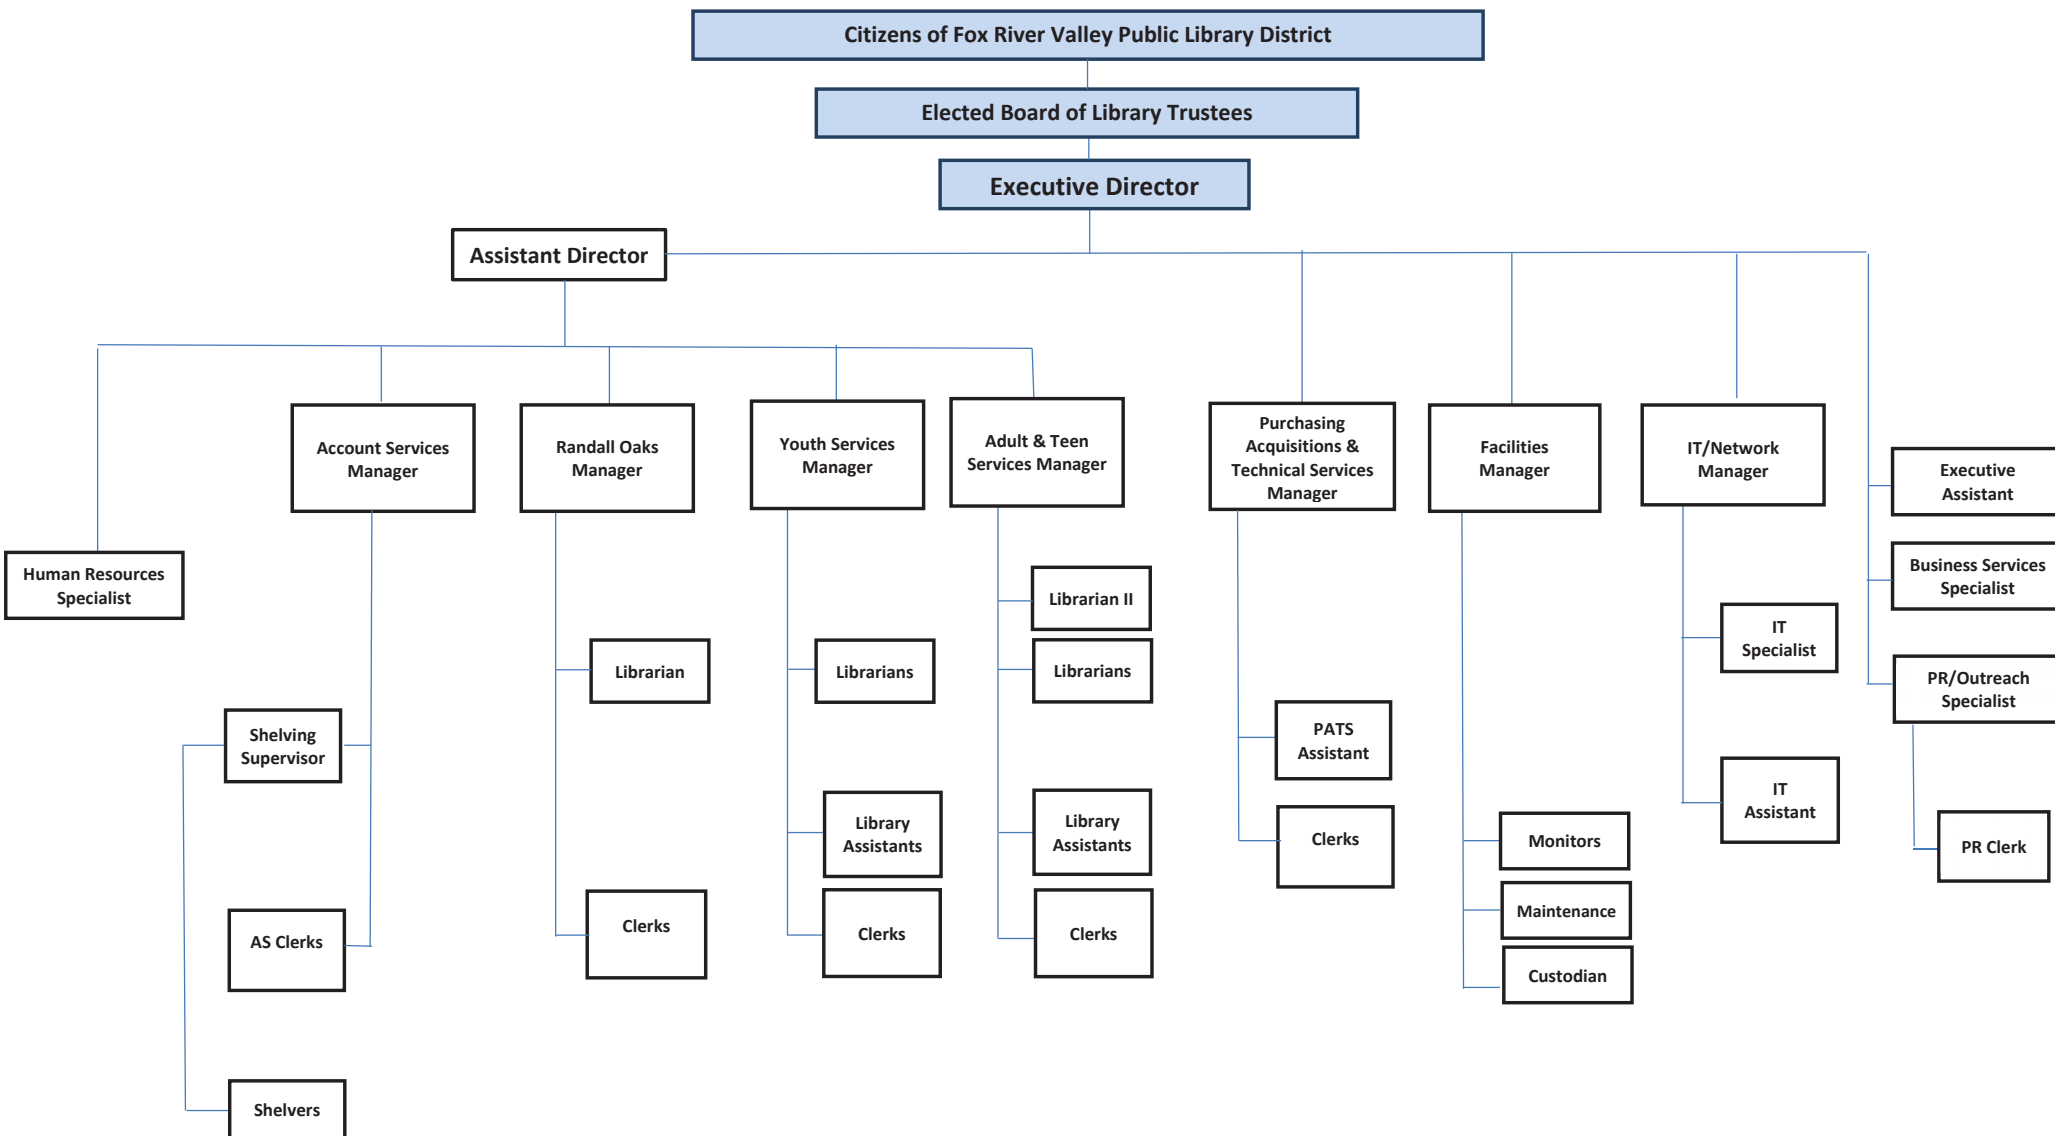 Citizens of Fox River Valley Public Library District
Elected Board of Library Trustees
Executive Director
Assistant Director
Account Services
Manager
Randall Oaks
Manager
Youth Services
Manager
Adult & Teen
Services Manager
Purchasing
Acquisitions &
Technical Services
Manager
Facilities
Manager
IT/Network
Manager
Executive
Assistant
Human Resources
Specialist
Business Services
Specialist
Librarian II
IT
Specialist
Librarian
Librarians
Librarians
PR/Outreach
Specialist
Shelving
Supervisor
PATS
Assistant
IT
Assistant
Library
Assistants
Library
Assistants
Clerks
Monitors
PR Clerk
AS Clerks
Clerks
Clerks
Clerks
Maintenance
Custodian
Shelvers